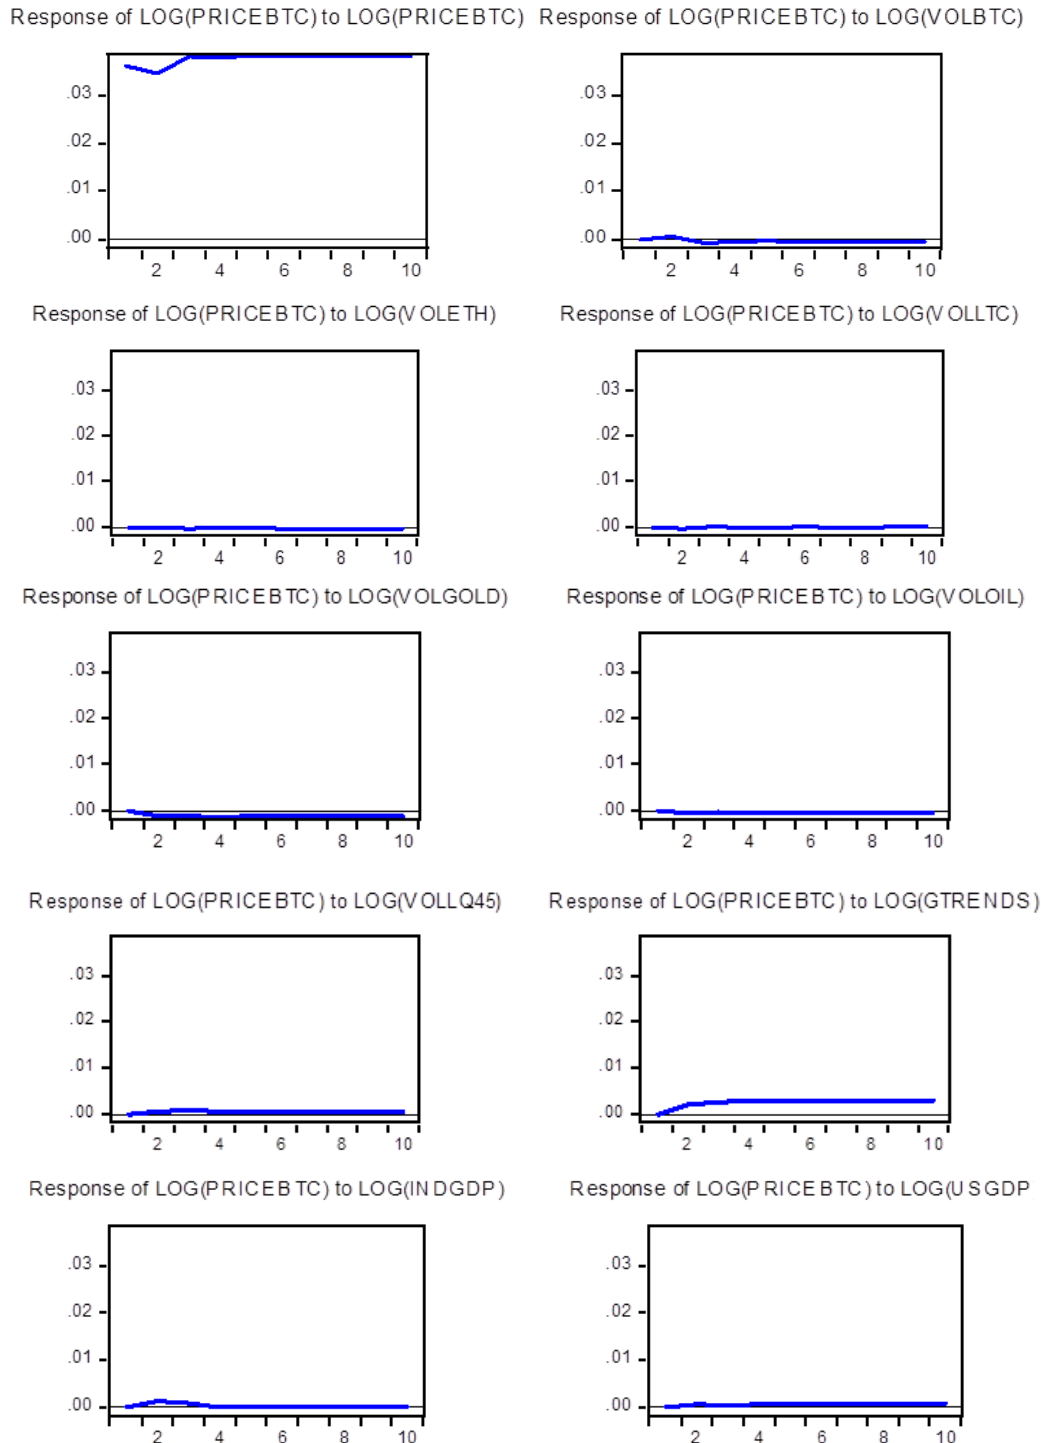 Response of LOG(PRICEBTC) to LOG(PRICEBTC) Response of LOG(PRICEBTC) to LOG(VOLBTC)
.03 .03
.02 .02
.01 .01
.00 .00
2 4 6 8 10 2 4 6 8 10
Response of LOG(PRICEBTC) to LOG(VOLETH) Response of LOG(PRICEBTC) to LOG(VOLLTC)
.03 .03
.02 .02
.01 .01
.00 .00
2 4 6 8 10 2 4 6 8 10
Response of LOG(PRICEBTC) to LOG(VOLGOLD) Response of LOG(PRICEBTC) to LOG(VOLOIL)
.03 .03
.02 .02
.01 .01
.00 .00
2 4 6 8 10 2 4 6 8 10
Response of LOG(PRICEBTC) to LOG(VOLLQ45) Response of LOG(PRICEBTC) to LOG(GTRENDS)
.03 .03
.02 .02
.01 .01
.00 .00
2 4 6 8 10 2 4 6 8 10
Response of LOG(PRICEBTC) to LOG(INDGDP) Response of LOG(PRICEBTC) to LOG(USGDP
.03 .03
.02 .02
.01 .01
.00 .00
2 4 6 8 10 2 4 6 8 10